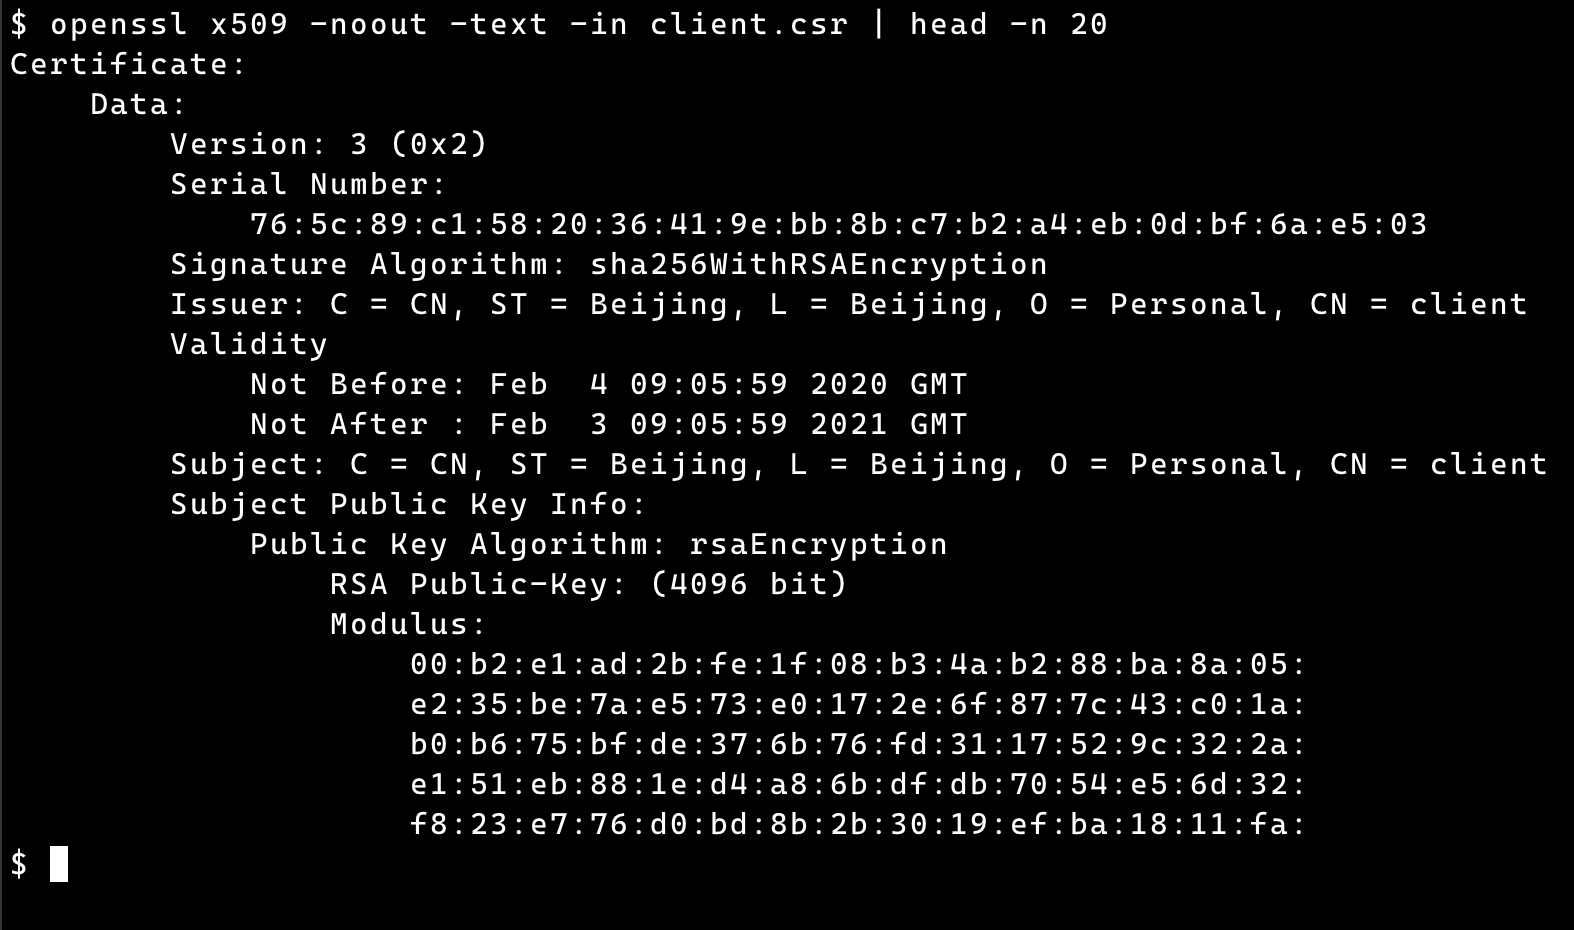 $ openssl x509 -noout -text -in client.csr | head -n 20
Certificate:
    Data:
        Version: 3 (0x2)
        Serial Number:
            76:5c:89:c1:58:20:36:41:9e:bb:8b:c7:b2:a4:eb:0d:bf:6a:e5:03
        Signature Algorithm: sha256WithRSAEncryption
        Issuer: C = CN, ST = Beijing, L = Beijing, O = Personal, CN = client
        Validity
            Not Before: Feb  4 09:05:59 2020 GMT
            Not After : Feb  3 09:05:59 2021 GMT
        Subject: C = CN, ST = Beijing, L = Beijing, O = Personal, CN = client
        Subject Public Key Info:
            Public Key Algorithm: rsaEncryption
                RSA Public-Key: (4096 bit)
                Modulus:
                    00:b2:e1:ad:2b:fe:1f:08:b3:4a:b2:88:ba:8a:05:
                    e2:35:be:7a:e5:73:e0:17:2e:6f:87:7c:43:c0:1a:
                    b0:b6:75:bf:de:37:6b:76:fd:31:17:52:9c:32:2a:
                    e1:51:eb:88:1e:d4:a8:6b:df:db:70:54:e5:6d:32:
                    f8:23:e7:76:d0:bd:8b:2b:30:19:ef:ba:18:11:fa:
$